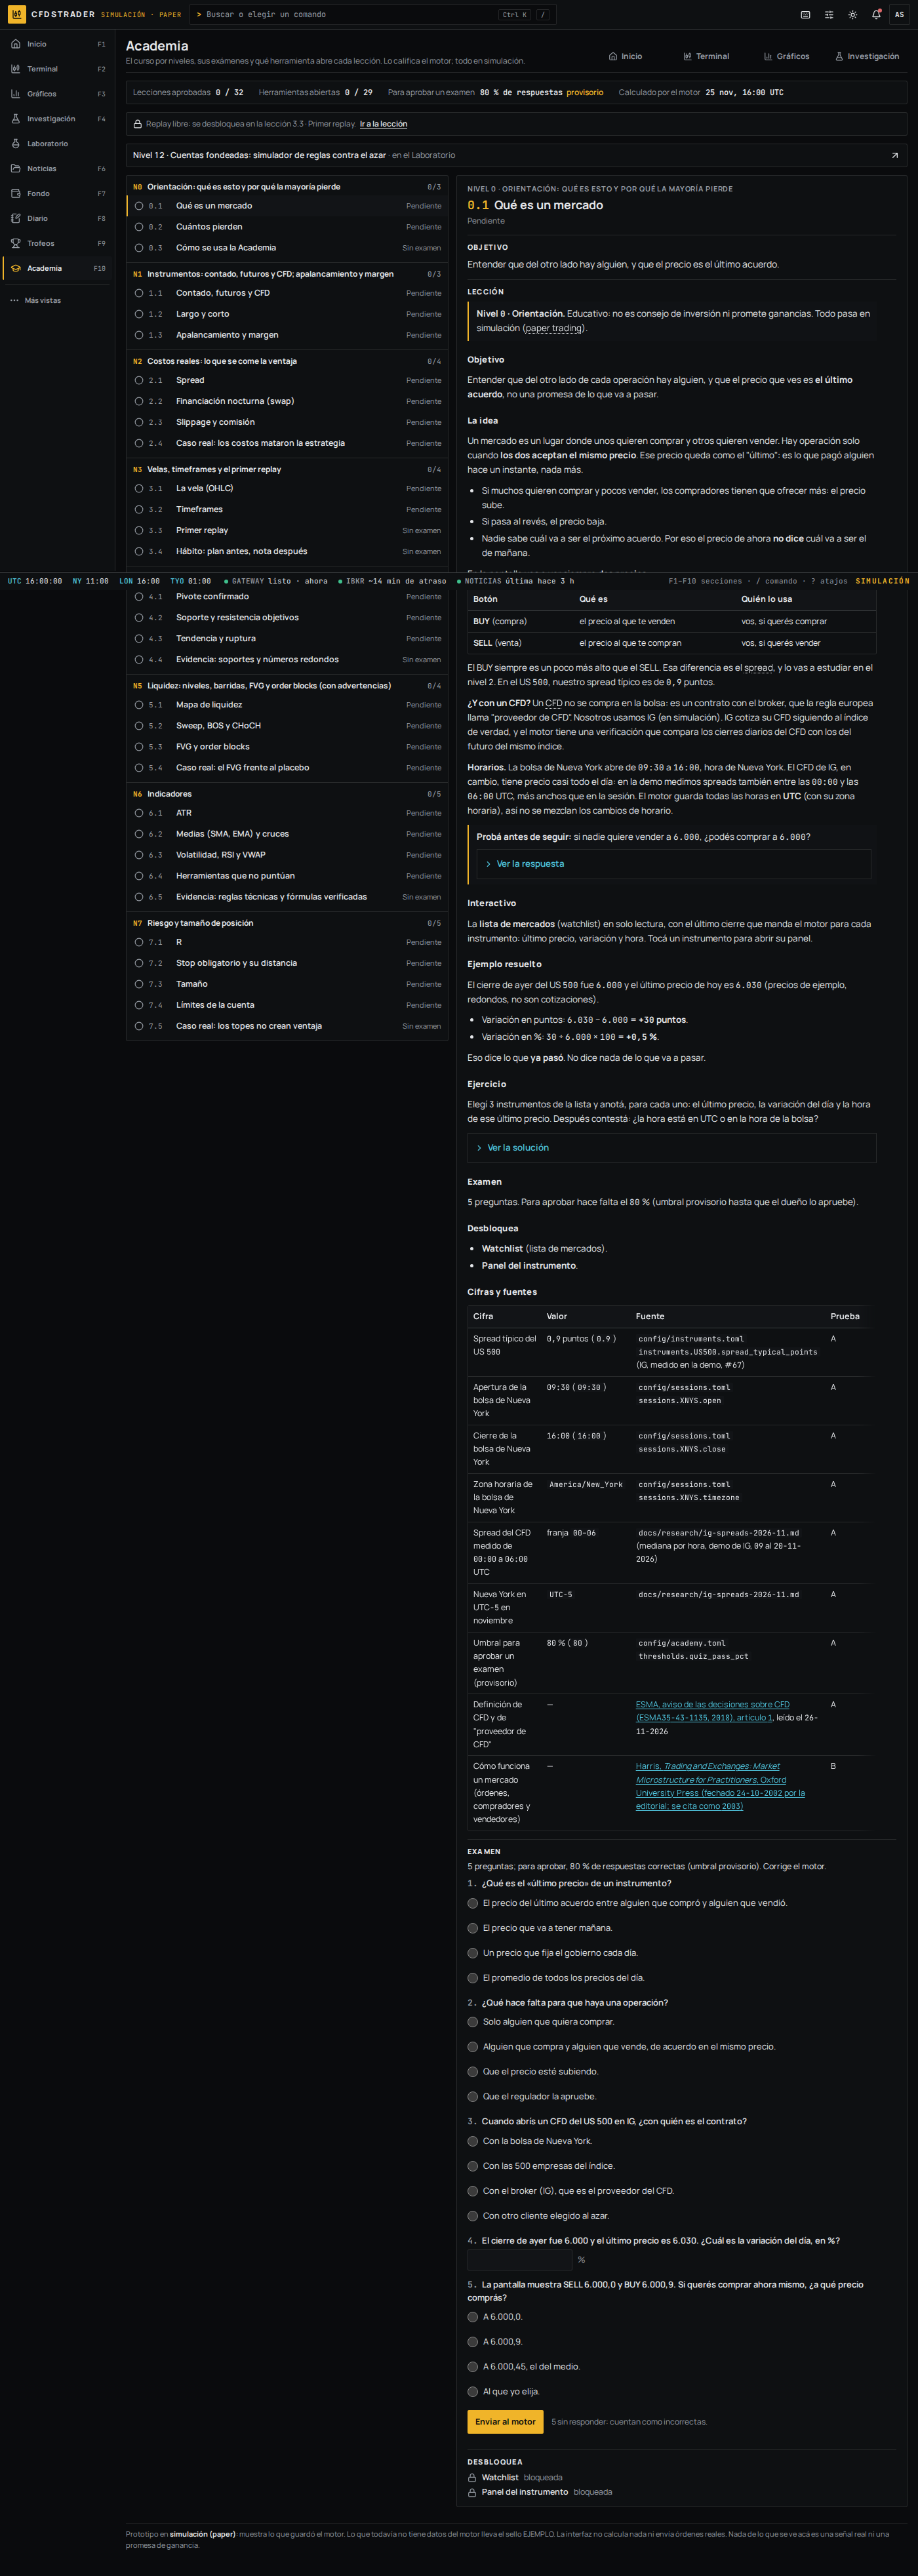 CFDSTRADER SIMULACIÓN · PAPER
> Buscar o elegir un comando
Ctrl K
/
AS
Inicio F1
Terminal F2
Gráficos F3
Investigación F4
Laboratorio
Noticias F6
Fondo F7
Diario F8
Trofeos F9
Academia F10
Más vistas
Academia
El curso por niveles, sus exámenes y qué herramienta abre cada lección. Lo califica el motor; todo en simulación.
Inicio
Terminal
Gráficos
Investigación
Lecciones aprobadas 0 / 32
Herramientas abiertas 0 / 29
Para aprobar un examen 80 % de respuestas provisorio
Calculado por el motor 25 nov, 16:00 UTC
Replay libre: se desbloquea en la lección 3.3 · Primer replay. Ir a la lección
Nivel 12 · Cuentas fondeadas: simulador de reglas contra el azar · en el Laboratorio
N0 Orientación: qué es esto y por qué la mayoría pierde 0/3
0.1 Qué es un mercado Pendiente
0.2 Cuántos pierden Pendiente
0.3 Cómo se usa la Academia Sin examen
N1 Instrumentos: contado, futuros y CFD; apalancamiento y margen 0/3
1.1 Contado, futuros y CFD Pendiente
1.2 Largo y corto Pendiente
1.3 Apalancamiento y margen Pendiente
N2 Costos reales: lo que se come la ventaja 0/4
2.1 Spread Pendiente
2.2 Financiación nocturna (swap) Pendiente
2.3 Slippage y comisión Pendiente
2.4 Caso real: los costos mataron la estrategia Pendiente
N3 Velas, timeframes y el primer replay 0/4
3.1 La vela (OHLC) Pendiente
3.2 Timeframes Pendiente
3.3 Primer replay Sin examen
3.4 Hábito: plan antes, nota después Sin examen
UTC 16:00:00 NY 11:00 LON 16:00 TYO 01:00 GATEWAY listo · ahora IBKR ~14 min de atraso NOTICIAS última hace 3 h F1–F10 secciones · / comando · ? atajos SIMULACIÓN
4.1 Pivote confirmado Pendiente
4.2 Soporte y resistencia objetivos Pendiente
4.3 Tendencia y ruptura Pendiente
4.4 Evidencia: soportes y números redondos Sin examen
N5 Liquidez: niveles, barridas, FVG y order blocks (con advertencias) 0/4
5.1 Mapa de liquidez Pendiente
5.2 Sweep, BOS y CHoCH Pendiente
5.3 FVG y order blocks Pendiente
5.4 Caso real: el FVG frente al placebo Pendiente
N6 Indicadores 0/5
6.1 ATR Pendiente
6.2 Medias (SMA, EMA) y cruces Pendiente
6.3 Volatilidad, RSI y VWAP Pendiente
6.4 Herramientas que no puntúan Pendiente
6.5 Evidencia: reglas técnicas y fórmulas verificadas Sin examen
N7 Riesgo y tamaño de posición 0/5
7.1 R Pendiente
7.2 Stop obligatorio y su distancia Pendiente
7.3 Tamaño Pendiente
7.4 Límites de la cuenta Pendiente
7.5 Caso real: los topes no crean ventaja Sin examen
NIVEL 0 · ORIENTACIÓN: QUÉ ES ESTO Y POR QUÉ LA MAYORÍA PIERDE
0.1 Qué es un mercado
Pendiente
OBJETIVO
Entender que del otro lado hay alguien, y que el precio es el último acuerdo.
LECCIÓN
Nivel 0 · Orientación. Educativo: no es consejo de inversión ni promete ganancias. Todo pasa en
simulación (paper trading).
Objetivo
Entender que del otro lado de cada operación hay alguien, y que el precio que ves es el último
acuerdo, no una promesa de lo que va a pasar.
La idea
Un mercado es un lugar donde unos quieren comprar y otros quieren vender. Hay operación solo
cuando los dos aceptan el mismo precio. Ese precio queda como el "último": es lo que pagó alguien
hace un instante, nada más.
• Si muchos quieren comprar y pocos vender, los compradores tienen que ofrecer más: el precio
sube.
• Si pasa al revés, el precio baja.
• Nadie sabe cuál va a ser el próximo acuerdo. Por eso el precio de ahora no dice cuál va a ser el
de mañana.
Botón Qué es Quién lo usa
BUY (compra) el precio al que te venden vos, si querés comprar
SELL (venta) el precio al que te compran vos, si querés vender
El BUY siempre es un poco más alto que el SELL. Esa diferencia es el spread, y lo vas a estudiar en el
nivel 2. En el US 500, nuestro spread típico es de 0,9 puntos.
¿Y con un CFD? Un CFD no se compra en la bolsa: es un contrato con el broker, que la regla europea
llama "proveedor de CFD". Nosotros usamos IG (en simulación). IG cotiza su CFD siguiendo al índice
de verdad, y el motor tiene una verificación que compara los cierres diarios del CFD con los del
futuro del mismo índice.
Horarios. La bolsa de Nueva York abre de 09:30 a 16:00, hora de Nueva York. El CFD de IG, en
cambio, tiene precio casi todo el día: en la demo medimos spreads también entre las 00:00 y las
06:00 UTC, más anchos que en la sesión. El motor guarda todas las horas en UTC (con su zona
horaria), así no se mezclan los cambios de horario.
Probá antes de seguir: si nadie quiere vender a 6.000, ¿podés comprar a 6.000?
Ver la respuesta
Interactivo
La lista de mercados (watchlist) en solo lectura, con el último cierre que manda el motor para cada
instrumento: último precio, variación y hora. Tocá un instrumento para abrir su panel.
Ejemplo resuelto
El cierre de ayer del US 500 fue 6.000 y el último precio de hoy es 6.030 (precios de ejemplo,
redondos, no son cotizaciones).
• Variación en puntos: 6.030 − 6.000 = +30 puntos.
• Variación en %: 30 ÷ 6.000 × 100 = +0,5 %.
Eso dice lo que ya pasó. No dice nada de lo que va a pasar.
Ejercicio
Elegí 3 instrumentos de la lista y anotá, para cada uno: el último precio, la variación del día y la hora
de ese último precio. Después contestá: ¿la hora está en UTC o en la hora de la bolsa?
Ver la solución
Examen
5 preguntas. Para aprobar hace falta el 80 % (umbral provisorio hasta que el dueño lo apruebe).
Desbloquea
• Watchlist (lista de mercados).
• Panel del instrumento.
Cifras y fuentes
Cifra Valor Fuente Prueba
Spread típico del US 500 0,9 puntos ( 0.9 ) config/instruments.toml instruments.US500.spread_typical_points (IG, medido en la demo, #67) A
Apertura de la bolsa de Nueva York 09:30 ( 09:30 ) config/sessions.toml sessions.XNYS.open A
Cierre de la bolsa de Nueva York 16:00 ( 16:00 ) config/sessions.toml sessions.XNYS.close A
Zona horaria de la bolsa de Nueva York America/New_York config/sessions.toml sessions.XNYS.timezone A
Spread del CFD medido de 00:00 a 06:00 UTC franja 00–06 docs/research/ig-spreads-2026-11.md (mediana por hora, demo de IG, 09 al 20-11-2026) A
Nueva York en UTC-5 en noviembre UTC-5 docs/research/ig-spreads-2026-11.md A
Umbral para aprobar un examen (provisorio) 80 % ( 80 ) config/academy.toml thresholds.quiz_pass_pct A
Definición de CFD y de "proveedor de CFD" — ESMA, aviso de las decisiones sobre CFD (ESMA35-43-1135, 2018), artículo 1, leído el 26-11-2026 A
Cómo funciona un mercado (órdenes, compradores y vendedores) — Harris, Trading and Exchanges: Market Microstructure for Practitioners, Oxford University Press (fechado 24-10-2002 por la editorial; se cita como 2003) B
EXAMEN
5 preguntas; para aprobar, 80 % de respuestas correctas (umbral provisorio). Corrige el motor.
1. ¿Qué es el «último precio» de un instrumento?
El precio del último acuerdo entre alguien que compró y alguien que vendió.
El precio que va a tener mañana.
Un precio que fija el gobierno cada día.
El promedio de todos los precios del día.
2. ¿Qué hace falta para que haya una operación?
Solo alguien que quiera comprar.
Alguien que compra y alguien que vende, de acuerdo en el mismo precio.
Que el precio esté subiendo.
Que el regulador la apruebe.
3. Cuando abrís un CFD del US 500 en IG, ¿con quién es el contrato?
Con la bolsa de Nueva York.
Con las 500 empresas del índice.
Con el broker (IG), que es el proveedor del CFD.
Con otro cliente elegido al azar.
4. El cierre de ayer fue 6.000 y el último precio es 6.030. ¿Cuál es la variación del día, en %?
%
5. La pantalla muestra SELL 6.000,0 y BUY 6.000,9. Si querés comprar ahora mismo, ¿a qué precio
comprás?
A 6.000,0.
A 6.000,9.
A 6.000,45, el del medio.
Al que yo elija.
Enviar al motor
5 sin responder: cuentan como incorrectas.
DESBLOQUEA
Watchlist bloqueada
Panel del instrumento bloqueada
Prototipo en simulación (paper): muestra lo que guardó el motor. Lo que todavía no tiene datos del motor lleva el sello EJEMPLO. La interfaz no calcula nada ni envía órdenes reales. Nada de lo que se ve acá es una señal real ni una
promesa de ganancia.